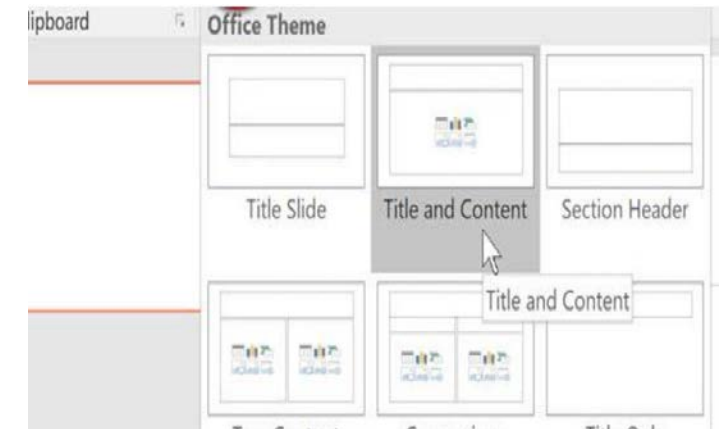 lipboard
Office Theme
Title Slide
Title and Content
Section Header
Title and Content